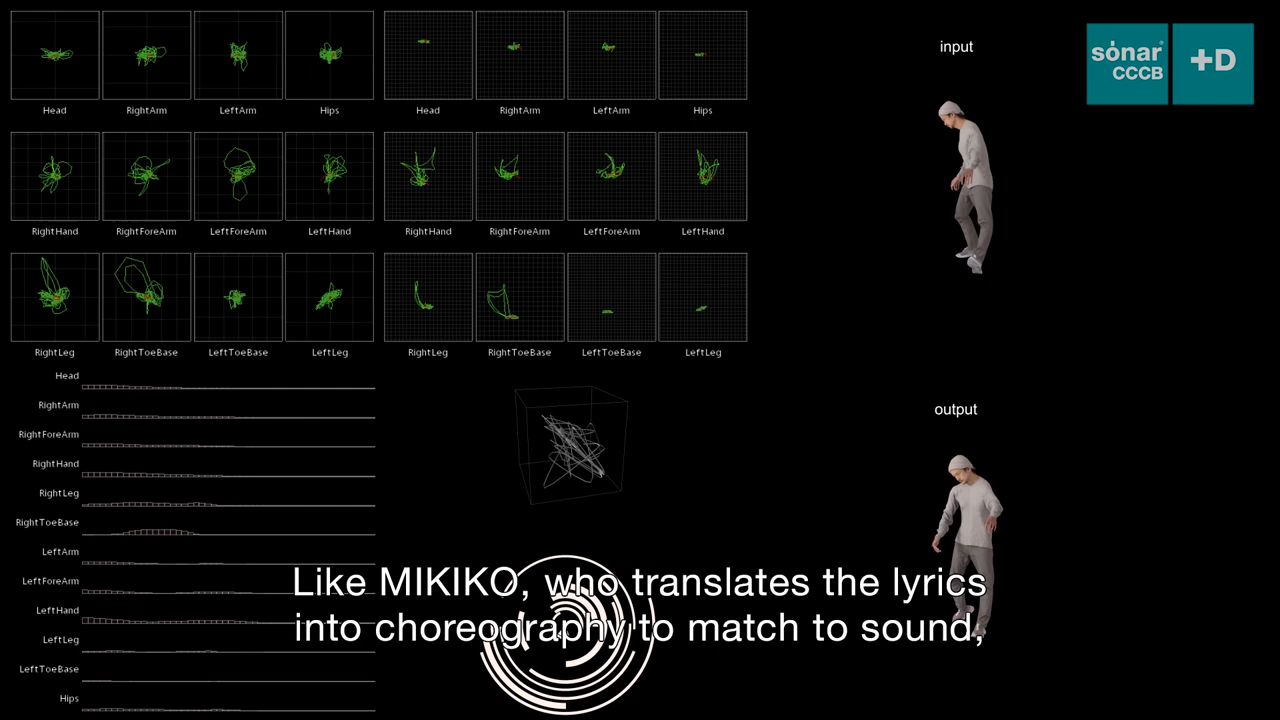 input
sónar
CCCB
+D
Head
RightArm
LeftArm
Hips
Head
RightArm
LeftArm
Hips
RightHand
RightForeArm
LeftForeArm
LeftHand
RightHand
RightForeArm
LeftForeArm
LeftHand
RightLeg
RightToeBase
LeftToeBase
LeftLeg
RightLeg
RightToeBase
LeftToeBase
LeftLeg
Head
RightArm
RightForeArm
RightHand
RightLeg
RightToeBase
LeftArm
LeftForeArm
LeftHand
LeftLeg
LeftToeBase
Hips
output
Like MIKIKO, who translates the lyrics
into choreography to match to sound,